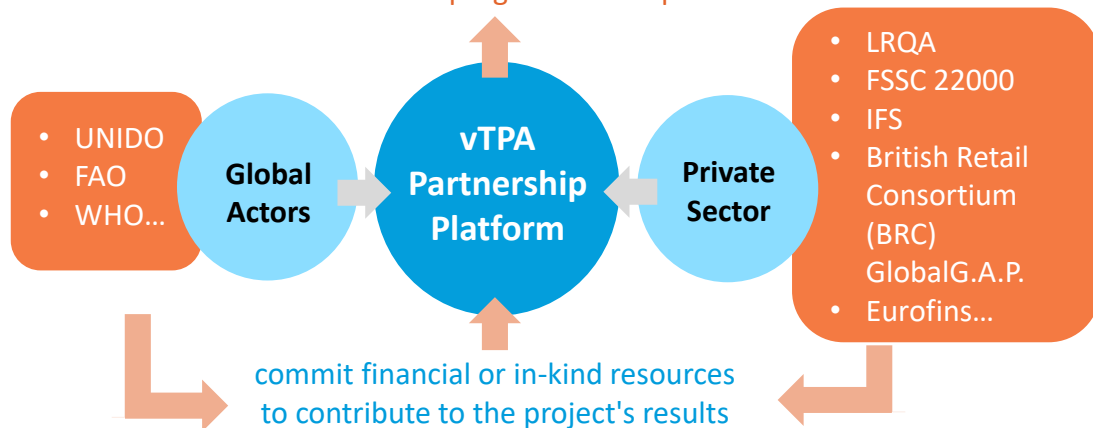 • UNIDO
• FAO
• WHO...
Global
Actors
vTPA
Partnership
Platform
Private
Sector
• LRQA
• FSSC 22000
• IFS
• British Retail
Consortium
(BRC)
GlobalG.A.P.
• Eurofins...
commit financial or in-kind resources
to contribute to the project's results